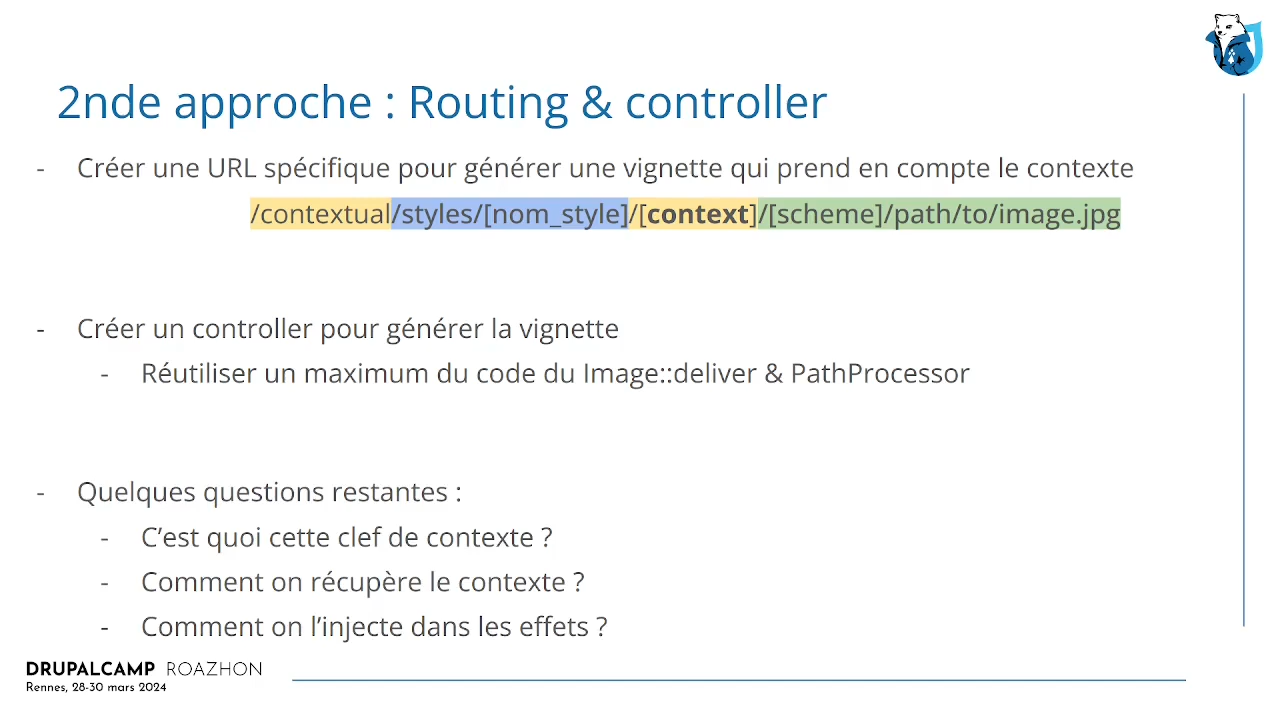 2nde approche : Routing & controller
- Créer une URL spécifique pour générer une vignette qui prend en compte le contexte
/contextual/styles/[nom_style]/[context]/[scheme]/path/to/image.jpg
- Créer un controller pour générer la vignette
- Réutiliser un maximum du code du Image::deliver & PathProcessor
- Quelques questions restantes :
- C’est quoi cette clef de contexte ?
- Comment on récupère le contexte ?
- Comment on l’injecte dans les effets ?
DRUPALCAMP ROAZHON
Rennes, 28-30 mars 2024